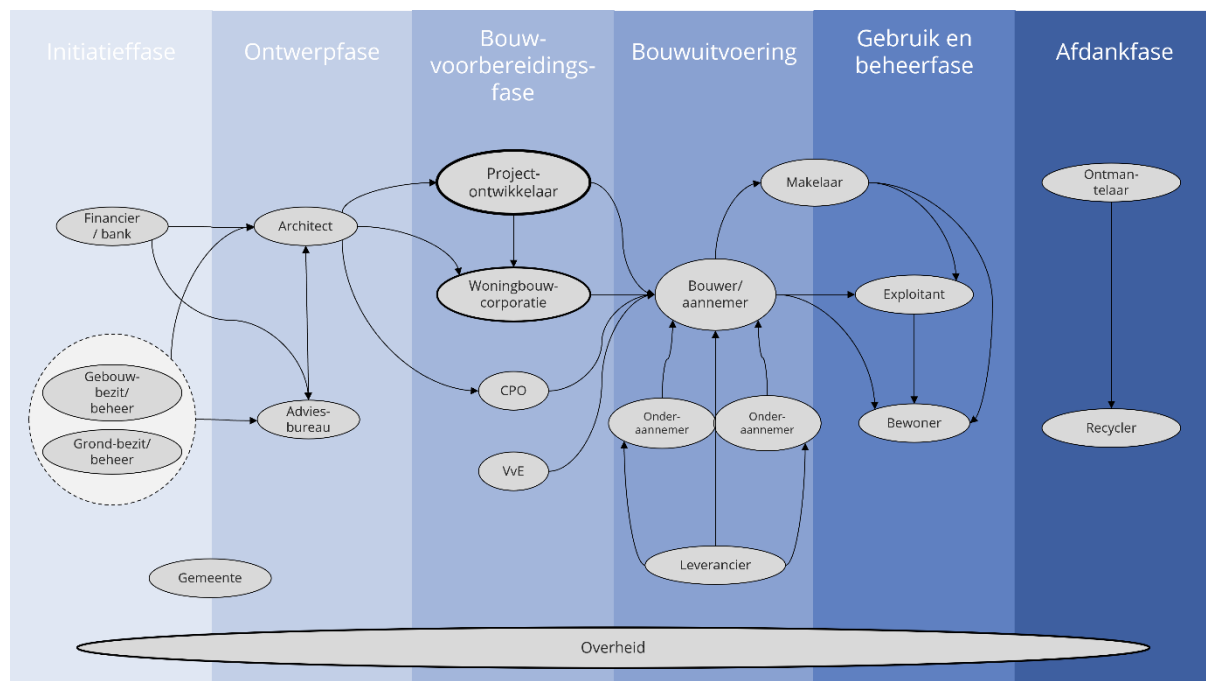 Initiatieffase
Ontwerpfase
Bouw-
voorbereidings-
fase
Bouwuitvoering
Gebruik en
beheerfase
Afdankfase
Financier
/ bank
Gebouw-
bezit/
beheer
Grond-bezit/
beheer
Architect
Advies-
bureau
Gemeente
Project-
ontwikkelaar
Woningbouw-
corporatie
CPO
VvE
Bouwer/
aannemer
Onder-
aannemer
Onder-
aannemer
Leverancier
Makelaar
Exploitant
Bewoner
Ontman-
telaar
Recycler
Overheid